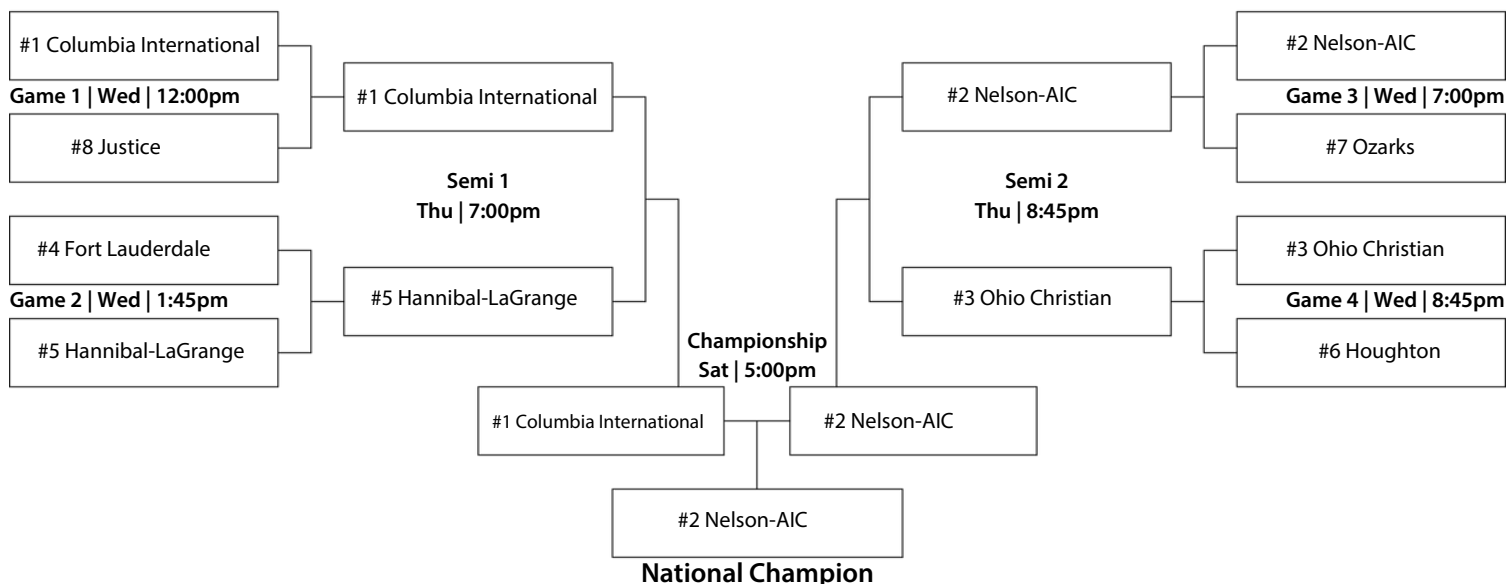 #1 Columbia International
Game 1 | Wed | 12:00pm
#8 Justice
#4 Fort Lauderdale
Game 2 | Wed | 1:45pm
#5 Hannibal-LaGrange
#1 Columbia International
Semi 1
Thu | 7:00pm
#5 Hannibal-LaGrange
#1 Columbia International
Championship
Sat | 5:00pm
#2 Nelson-AIC
#2 Nelson-AIC
National Champion
#2 Nelson-AIC
Semi 2
Thu | 8:45pm
#3 Ohio Christian
#2 Nelson-AIC
Game 3 | Wed | 7:00pm
#7 Ozarks
#3 Ohio Christian
Game 4 | Wed | 8:45pm
#6 Houghton